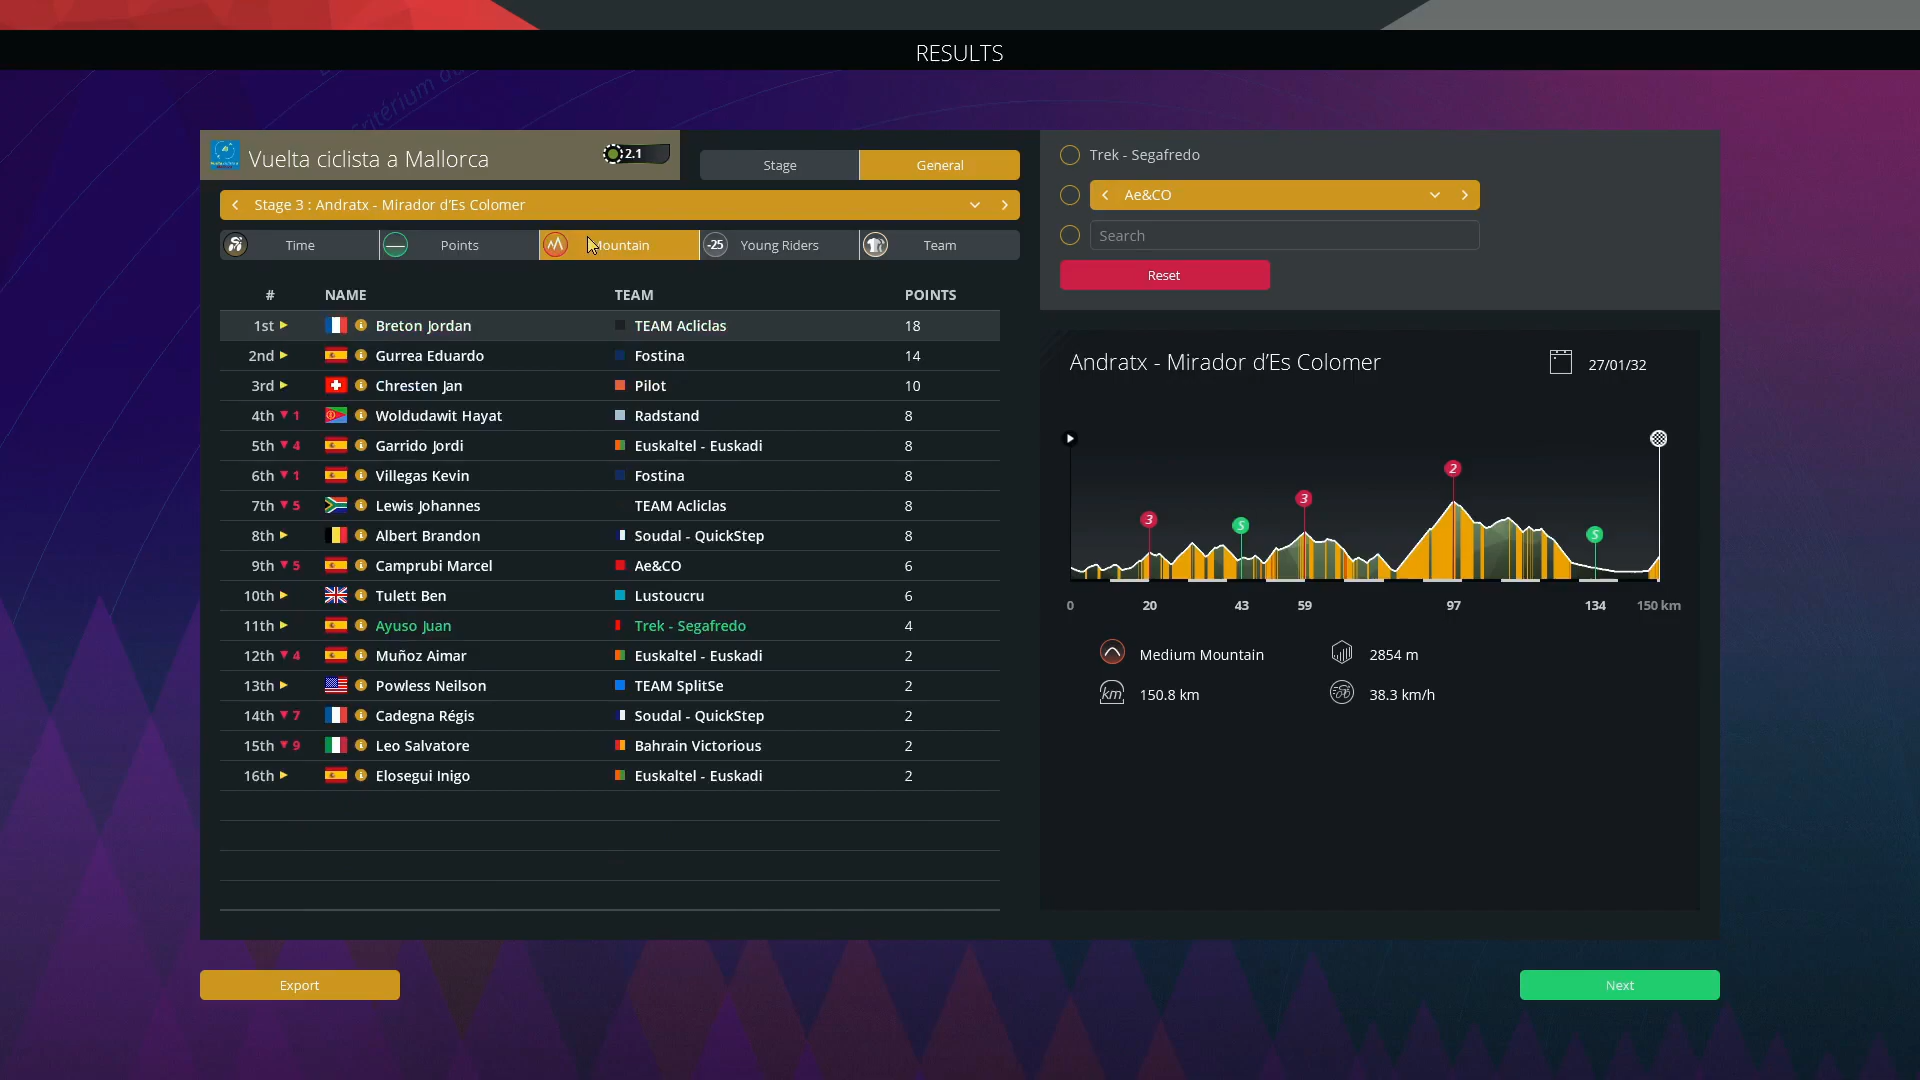 RESULTS
Vuelta ciclista a Mallorca
2.1
Stage
General
Stage 3 : Andratx - Mirador d'Es Colomer
Time
Points
Mountain
-25
Young Riders
Team
# NAME TEAM POINTS
1st Breton Jordan TEAM Acliclas 18
2nd Gurrea Eduardo Fostina 14
3rd Chresten Jan Pilot 10
4th 1 Woldudawit Hayat Radstand 8
5th 4 Garrido Jordi Euskaltel - Euskadi 8
6th 1 Villegas Kevin Fostina 8
7th 5 Lewis Johannes TEAM Acliclas 8
8th Albert Brandon Soudal - QuickStep 8
9th 5 Camprubi Marcel Ae&CO 6
10th Tulett Ben Lustoucru 6
11th Ayuso Juan Trek - Segafredo 4
12th 4 Muñoz Aimar Euskaltel - Euskadi 2
13th Powless Neilson TEAM SplitSe 2
14th 7 Cadegna Régis Soudal - QuickStep 2
15th 9 Leo Salvatore Bahrain Victorious 2
16th Elosegui Inigo Euskaltel - Euskadi 2
Trek - Segafredo
Ae&CO
Search
Reset
Andratx - Mirador d'Es Colomer
27/01/32
3 S 3 2 S
0 20 43 59 97 134 150 km
Medium Mountain
2854 m
km 150.8 km
38.3 km/h
Export
Next